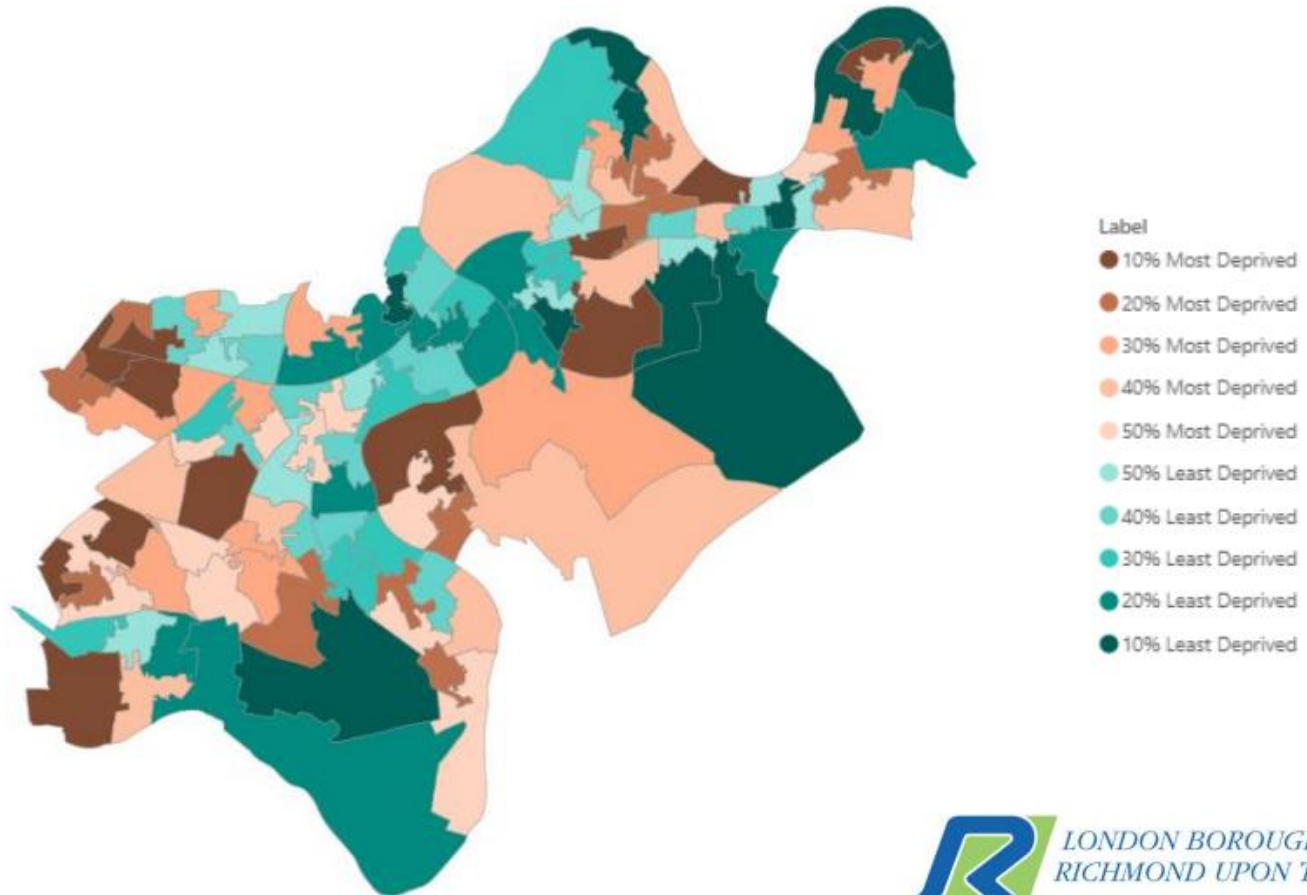 Label
10% Most Deprived
20% Most Deprived
30% Most Deprived
40% Most Deprived
50% Most Deprived
50% Least Deprived
40% Least Deprived
30% Least Deprived
20% Least Deprived
10% Least Deprived
LONDON BOROUGH
RICHMOND UPON T